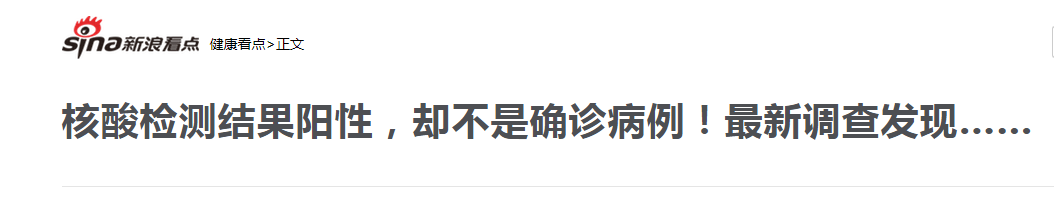 sina新浪看点 健康看点>正文
核酸检测结果阳性，却不是确诊病例！最新调查发现……